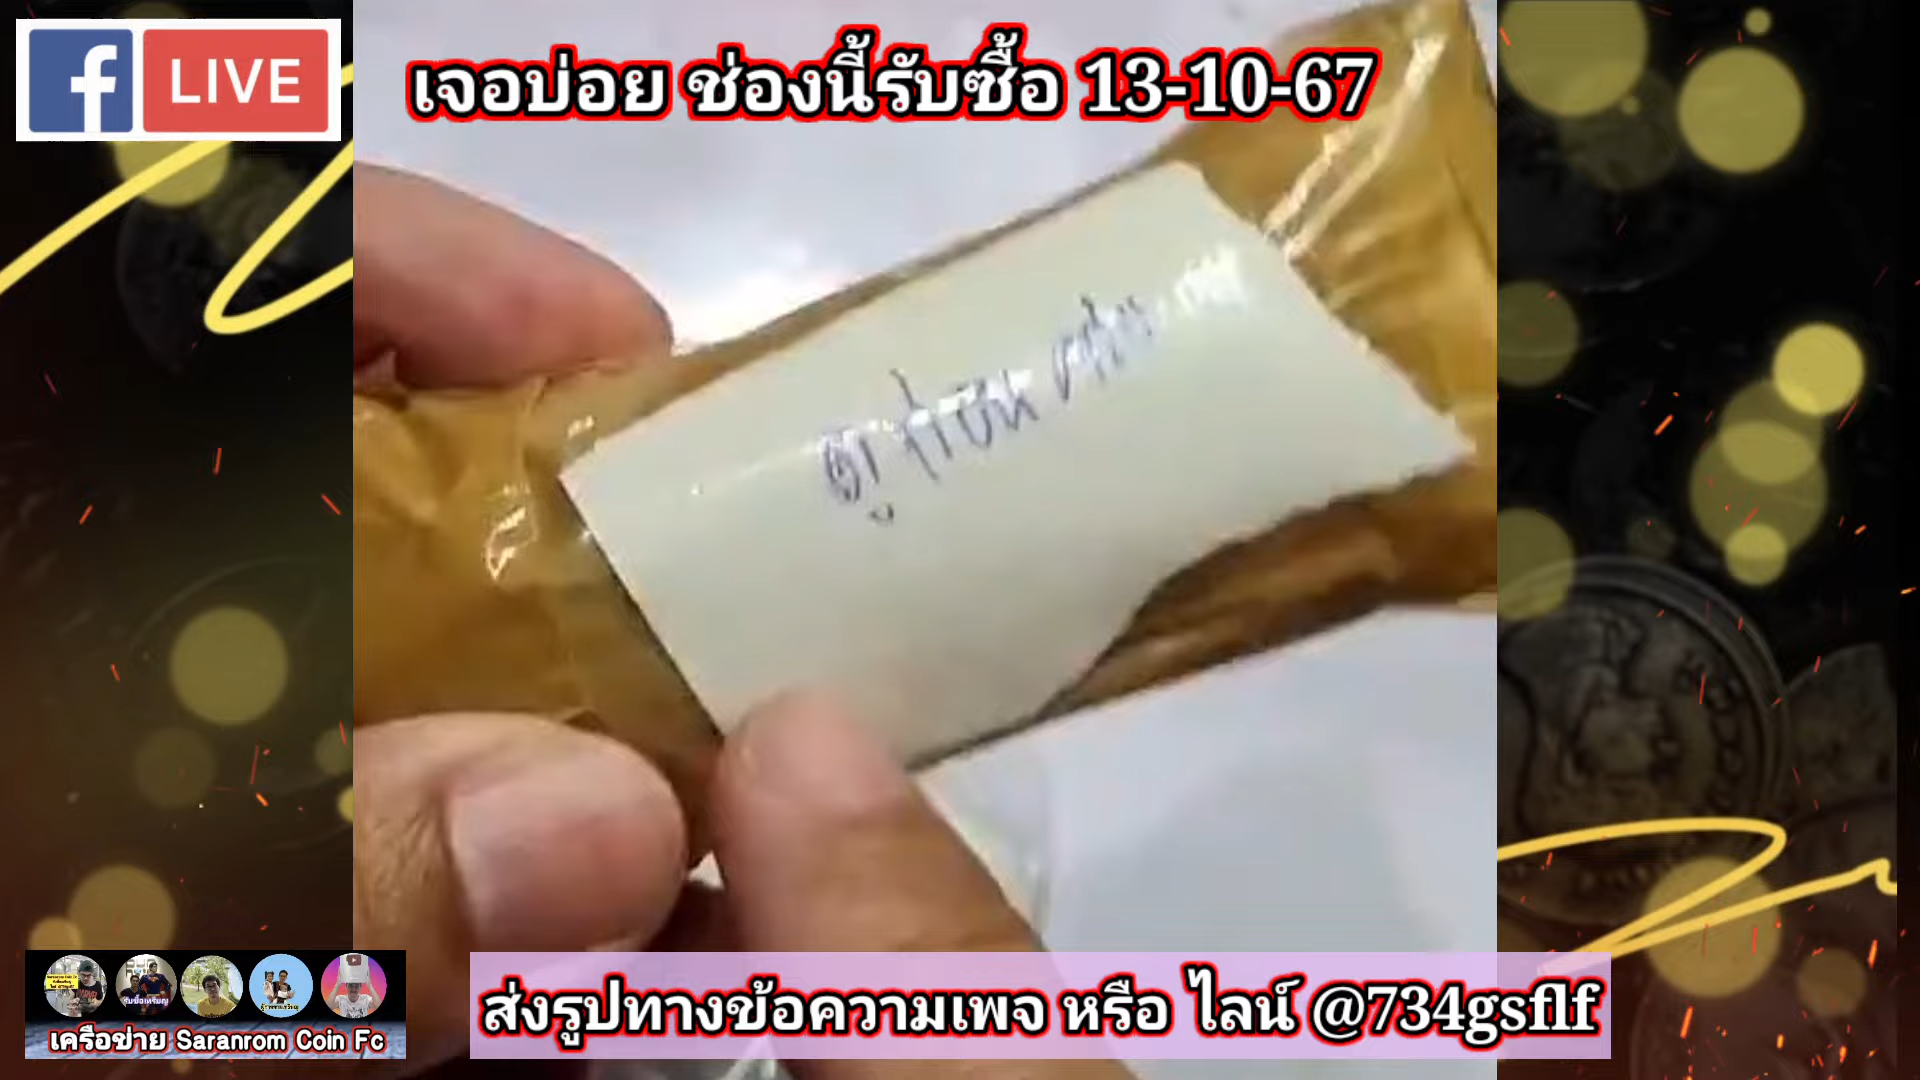 f LIVE
เจอบ่อย ช่องนี้รับซื้อ 13-10-67
ส่งรูปทางข้อความเพจ หรือ ไลน์ @734gsflf
เครือข่าย Saranrom Coin Fc